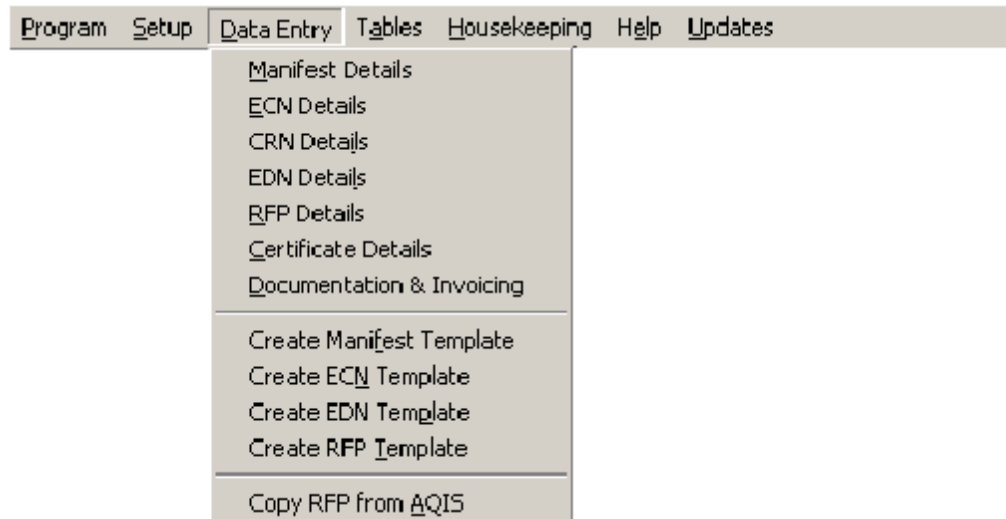 Program Setup Data Entry Tables Housekeeping Help Updates
Manifest Details
ECN Details
CRN Details
EDN Details
RFP Details
Certificate Details
Documentation & Invoicing
Create Manifest Template
Create ECN Template
Create EDN Template
Create RFP Template
Copy RFP from AQIS